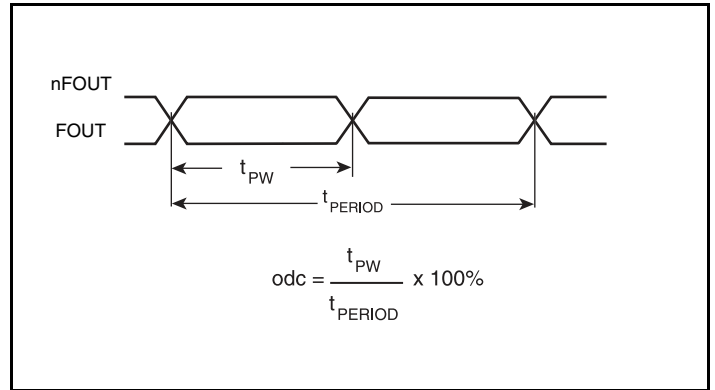 nFOUT
FOUT
tPW
tPERIOD
odc = tPW / tPERIOD x 100%